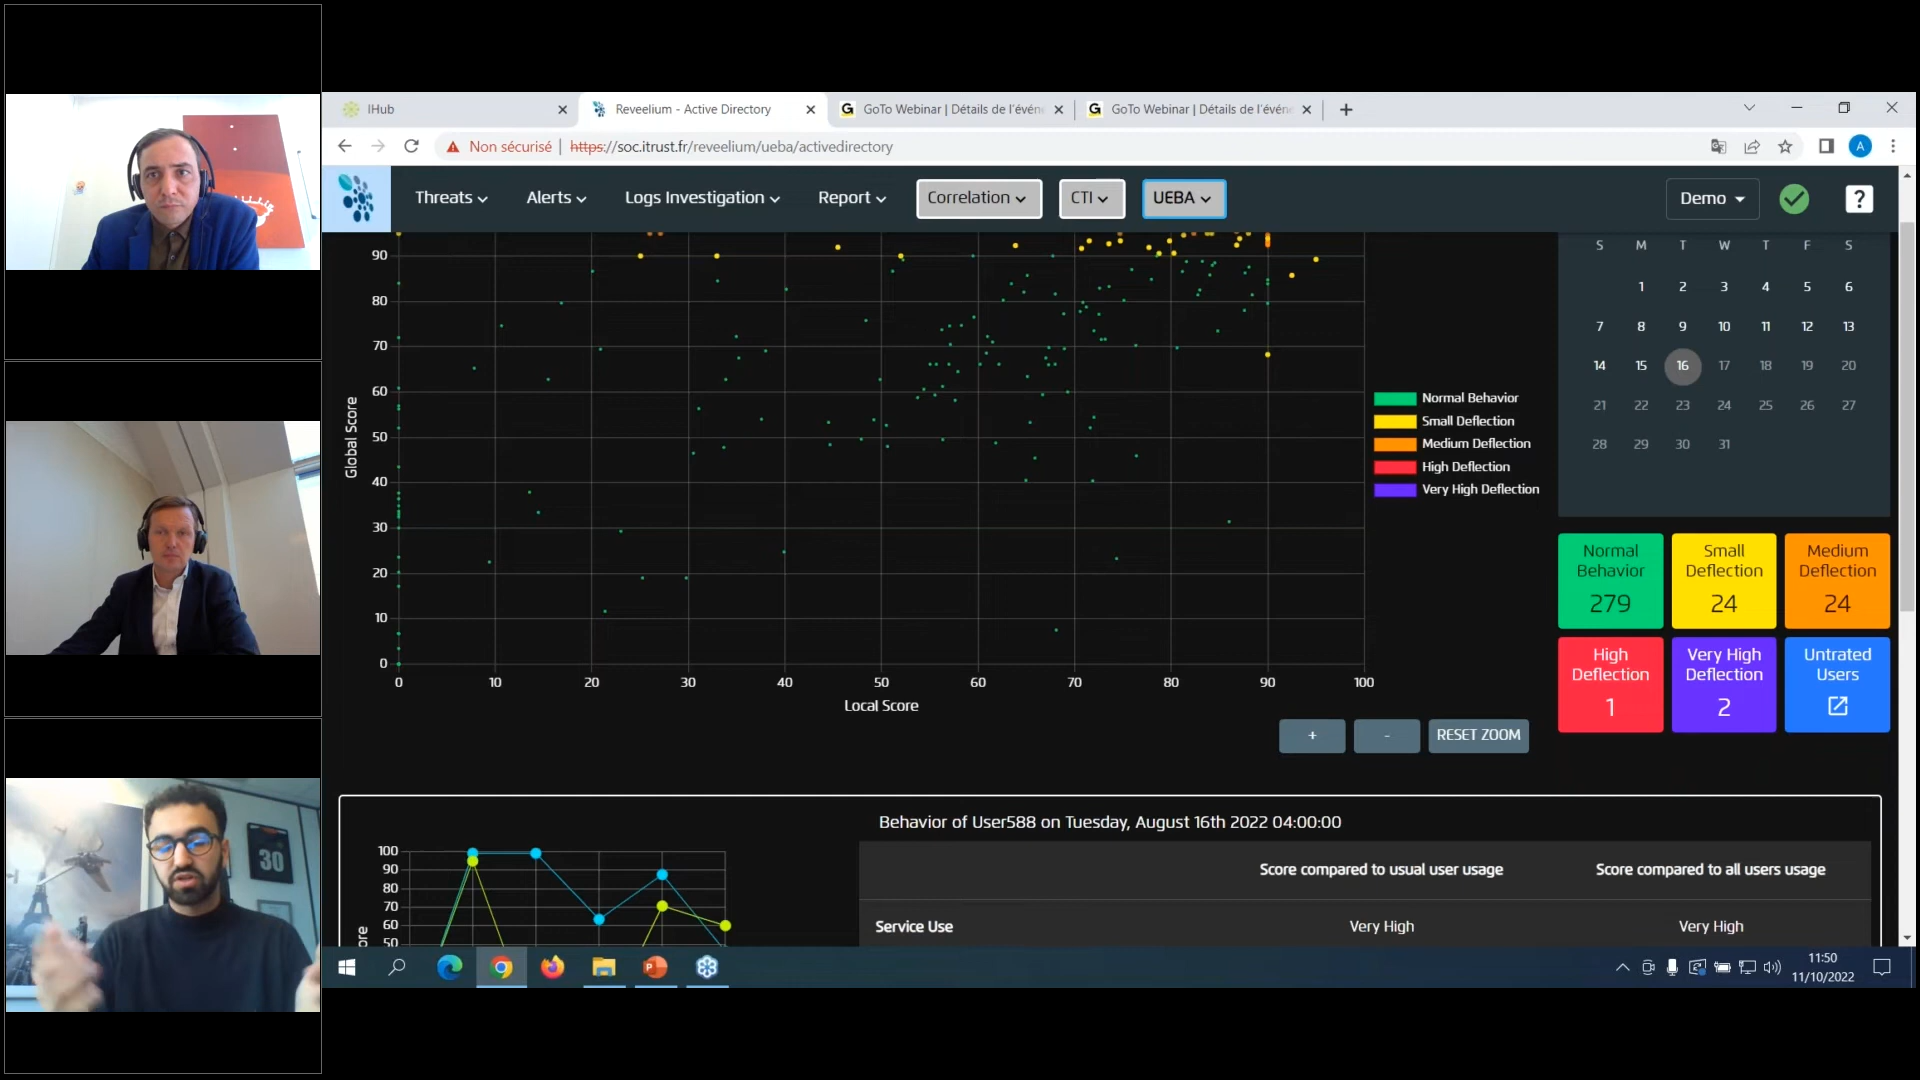 IHub
Reveelium - Active Directory
GoTo Webinar | Détails de l'événe
GoTo Webinar | Détails de l'événe
Non sécurisé | https://soc.itrust.fr/reveelium/ueba/activedirectory
A
Threats
Alerts
Logs Investigation
Report
Correlation
CTI
UEBA
Demo
?
90
80
70
60
50
40
30
20
10
0
Global Score
0 10 20 30 40 50 60 70 80 90 100
Local Score
Normal Behavior
Small Deflection
Medium Deflection
High Deflection
Very High Deflection
+
-
RESET ZOOM
S M T W T F S
1 2 3 4 5 6
7 8 9 10 11 12 13
14 15 16 17 18 19 20
21 22 23 24 25 26 27
28 29 30 31
Normal Behavior
279
Small Deflection
24
Medium Deflection
24
High Deflection
1
Very High Deflection
2
Untrated Users
Behavior of User588 on Tuesday, August 16th 2022 04:00:00
100
90
80
70
60
50
ore
Score compared to usual user usage
Score compared to all users usage
Service Use
Very High
Very High
30
11:50
11/10/2022